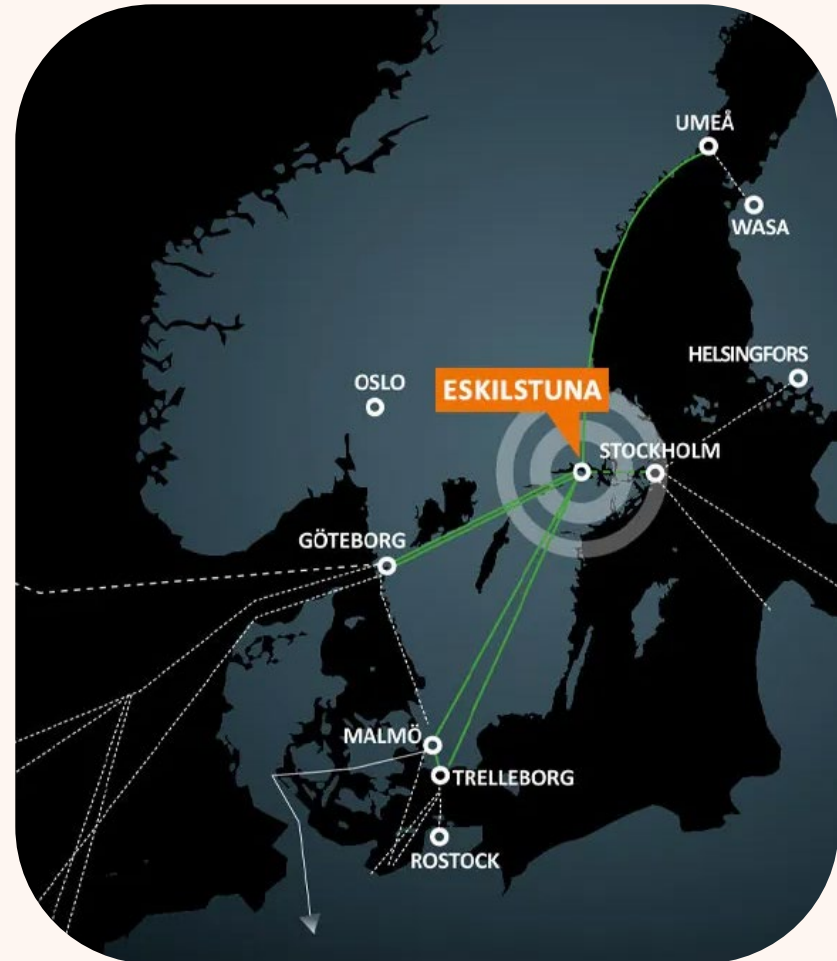 UMEÅ
WASA
HELSINGFORS
OSLO
ESKILSTUNA
STOCKHOLM
GÖTEBORG
MALMÖ
TRELLEBORG
ROSTOCK